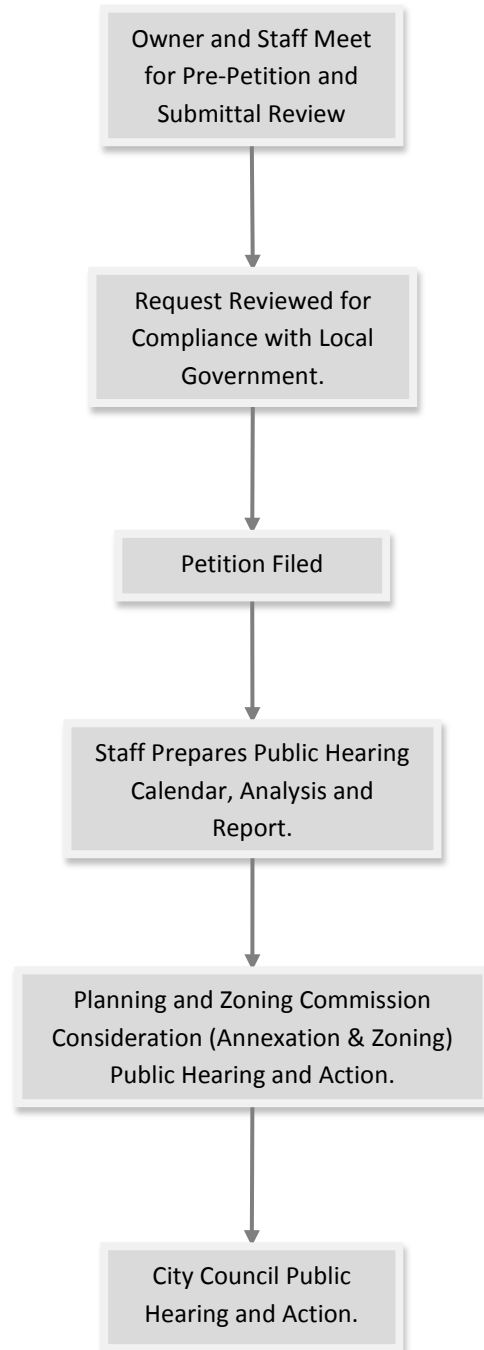 Owner and Staff Meet
for Pre-Petition and
Submittal Review
Request Reviewed for
Compliance with Local
Government.
Petition Filed
Staff Prepares Public Hearing
Calendar, Analysis and
Report.
Planning and Zoning Commission
Consideration (Annexation & Zoning)
Public Hearing and Action.
City Council Public
Hearing and Action.